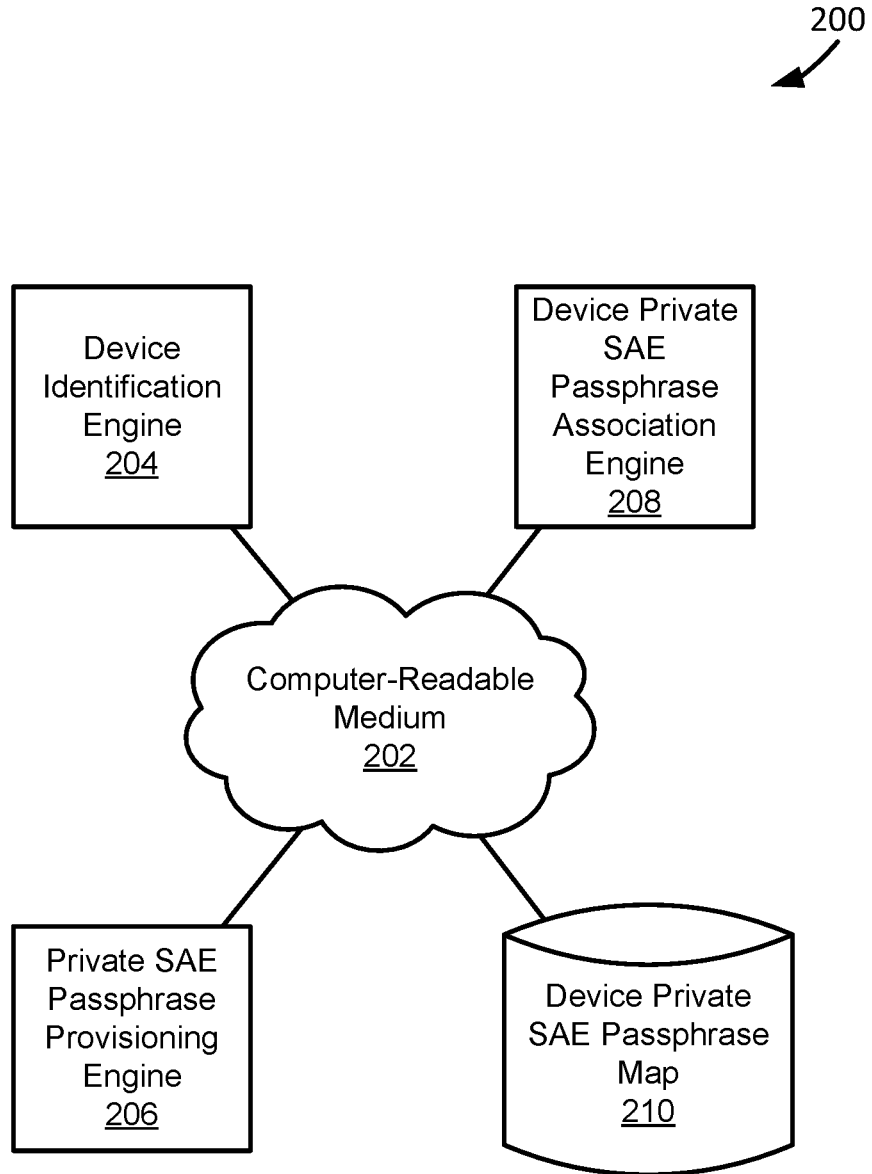 200
Device
Identification
Engine
204
Device Private
SAE
Passphrase
Association
Engine
208
Computer-Readable
Medium
202
Private SAE
Passphrase
Provisioning
Engine
206
Device Private
SAE Passphrase
Map
210